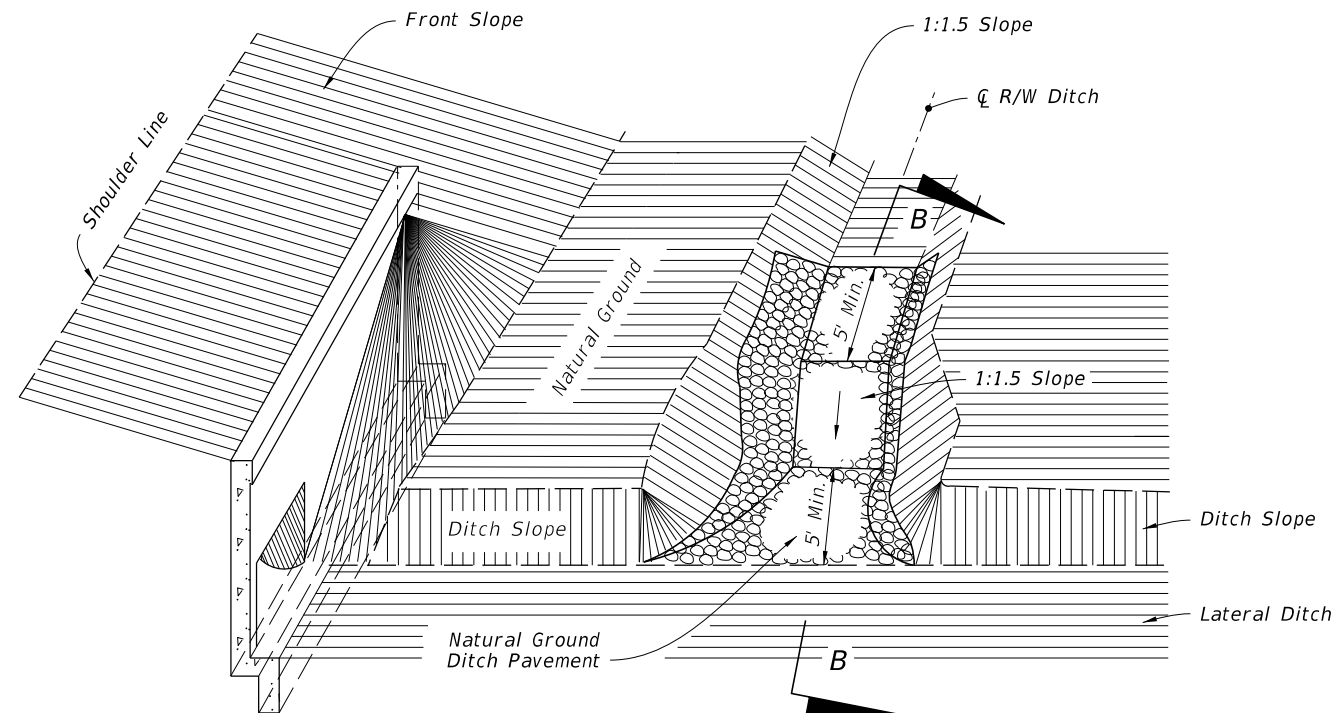 Front Slope
1:1.5 Slope
℄ R/W Ditch
Shoulder Line
B
5' Min.
Natural Ground
1:1.5 Slope
Ditch Slope
5' Min.
Ditch Slope
Lateral Ditch
Natural Ground
Ditch Pavement
B